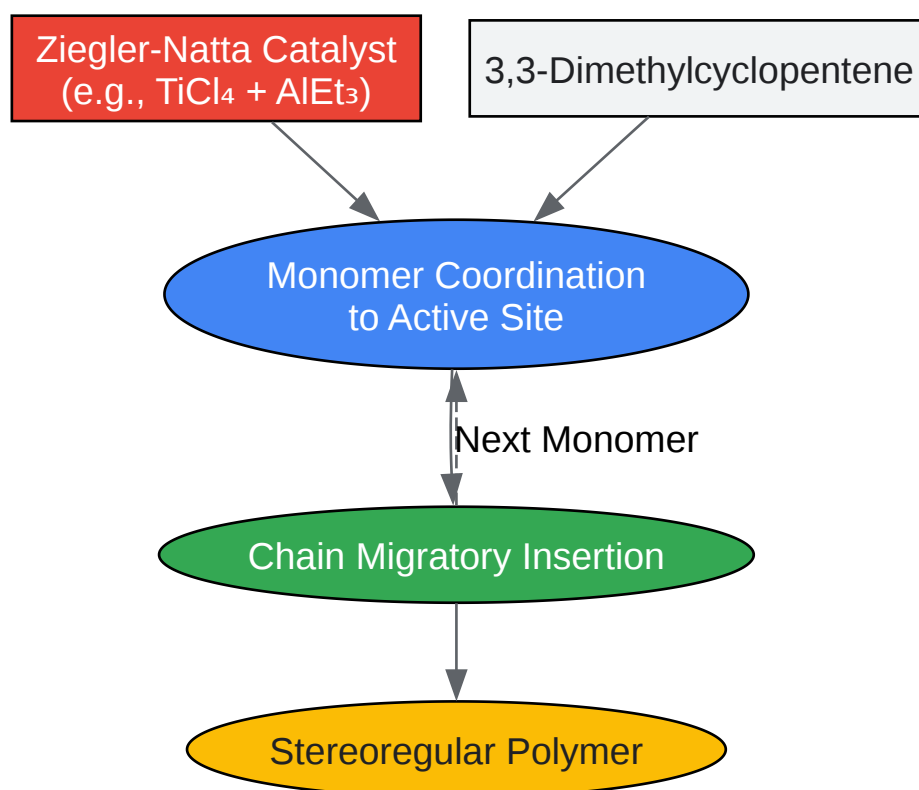 Ziegler-Natta Catalyst
(e.g., TiCl₄ + AlEt₃)
3,3-Dimethylcyclopentene
Monomer Coordination
to Active Site
Next Monomer
Chain Migratory Insertion
Stereoregular Polymer